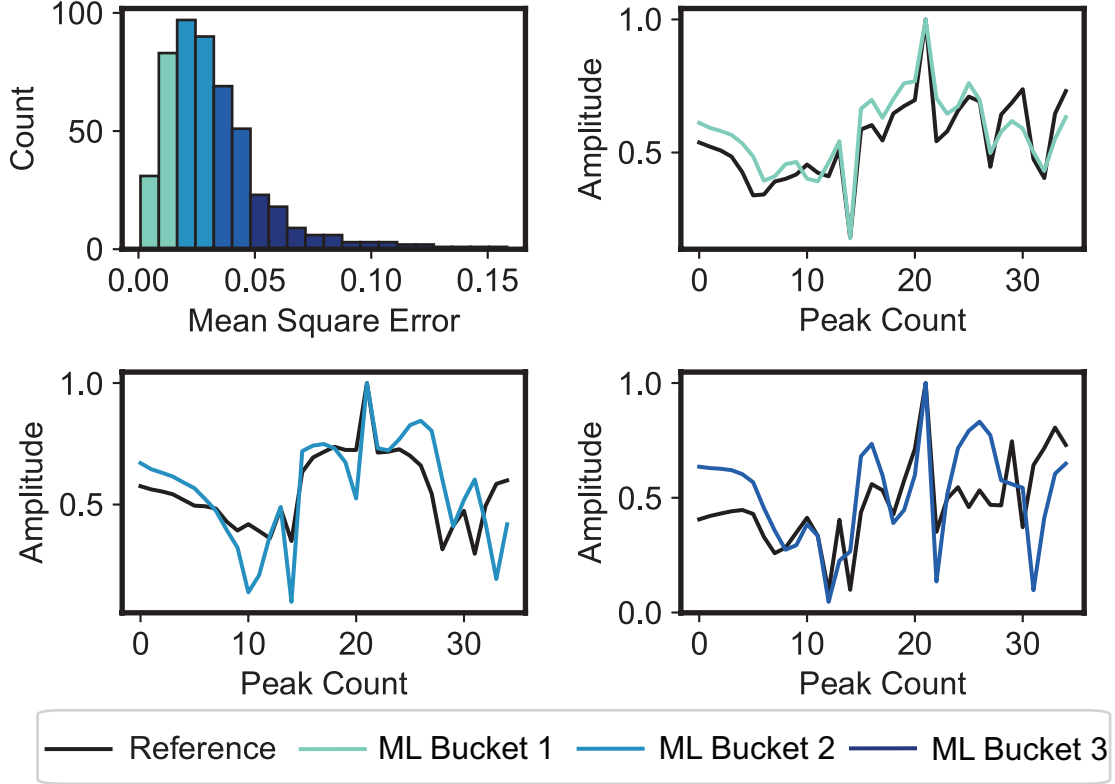 100
50
0
Count
0.00 0.05 0.10 0.15
Mean Square Error
1.0
0.5
Amplitude
0 10 20 30
Peak Count
1.0
0.5
Amplitude
0 10 20 30
Peak Count
1.0
0.5
0.0
Amplitude
0 10 20 30
Peak Count
Reference ML Bucket 1 ML Bucket 2 ML Bucket 3